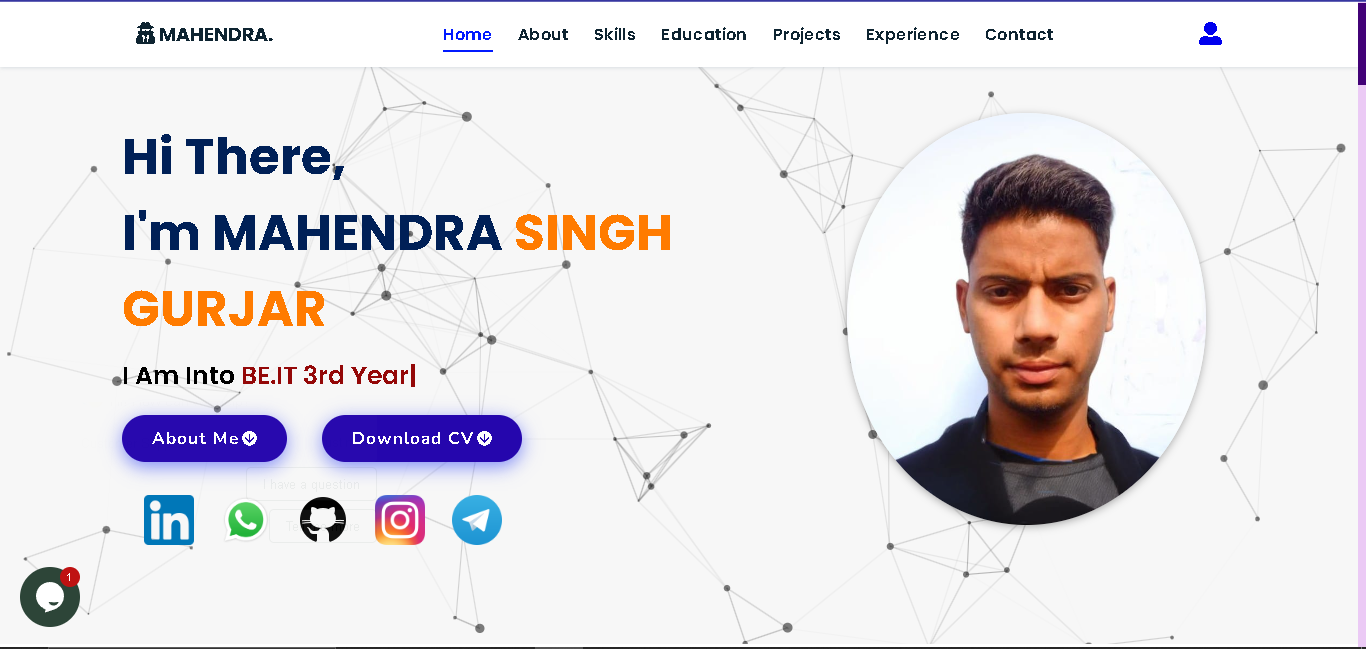 MAHENDRA.
Home About Skills Education Projects Experience Contact
Hi There,
I'm MAHENDRA SINGH
GURJAR
I Am Into BE.IT 3rd Year|
About Me
Download CV
I have a question
in
1